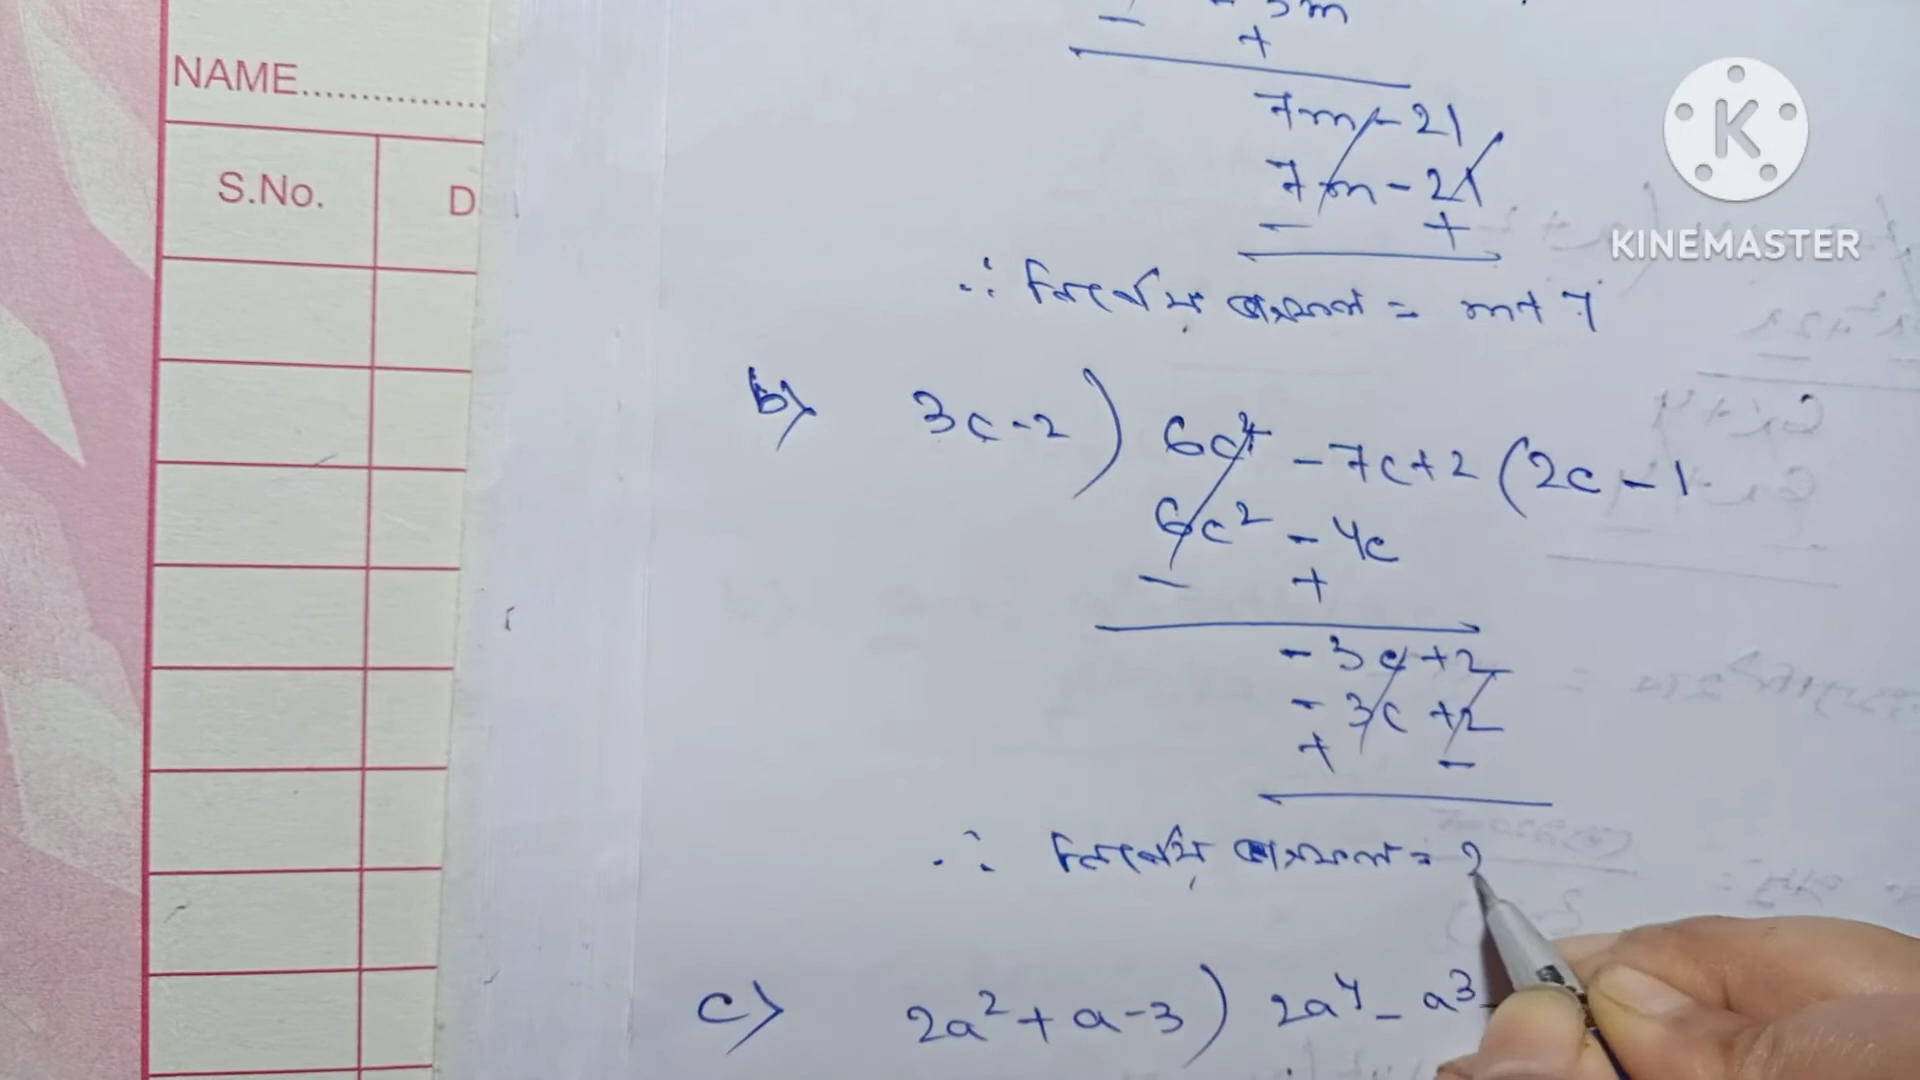 - 3m
- +
NAME..................
7m - 21
S.No.
D
7m - 21
- +
KINEMASTER
∴ নির্ণেয় ভাগফল = m + 7
b) 3c - 2 ) 6c² - 7c + 2 ( 2c - 1
6c² - 4c
- +
- 3c + 2
- 3c + 2
+ -
∴ নির্ণেয় ভাগফল = 2
c) 2a² + a - 3 ) 2a⁴ - a³ -